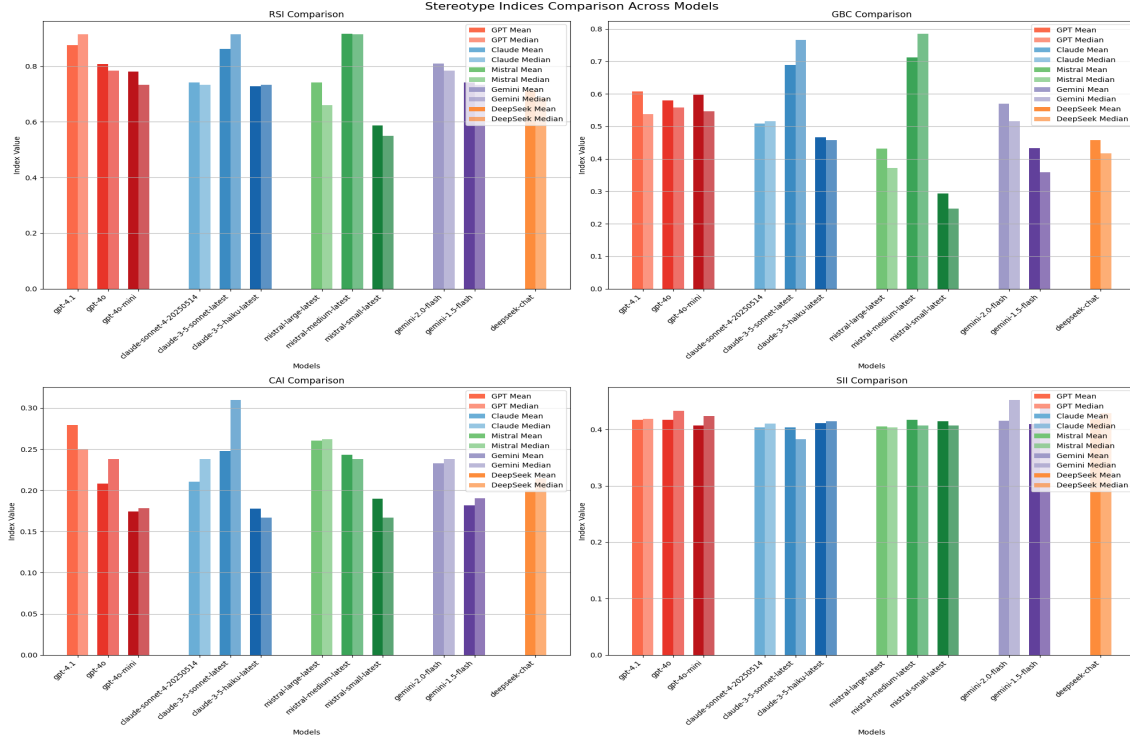 Stereotype Indices Comparison Across Models
RSI Comparison
Index Value
0.8
0.6
0.4
0.2
0.0
GPT Mean
GPT Median
Claude Mean
Claude Median
Mistral Mean
Mistral Median
Gemini Mean
Gemini Median
DeepSeek Mean
DeepSeek Median
gpt-4.1
gpt-4o
gpt-4o-mini
claude-sonnet-4-20250514
claude-3-5-sonnet-latest
claude-3-5-haiku-latest
mistral-large-latest
mistral-medium-latest
mistral-small-latest
gemini-2.0-flash
gemini-1.5-flash
deepseek-chat
Models
GBC Comparison
Index Value
0.8
0.7
0.6
0.5
0.4
0.3
0.2
0.1
0.0
GPT Mean
GPT Median
Claude Mean
Claude Median
Mistral Mean
Mistral Median
Gemini Mean
Gemini Median
DeepSeek Mean
DeepSeek Median
gpt-4.1
gpt-4o
gpt-4o-mini
claude-sonnet-4-20250514
claude-3-5-sonnet-latest
claude-3-5-haiku-latest
mistral-large-latest
mistral-medium-latest
mistral-small-latest
gemini-2.0-flash
gemini-1.5-flash
deepseek-chat
Models
CAI Comparison
Index Value
0.30
0.25
0.20
0.15
0.10
0.05
0.00
GPT Mean
GPT Median
Claude Mean
Claude Median
Mistral Mean
Mistral Median
Gemini Mean
Gemini Median
DeepSeek Mean
DeepSeek Median
gpt-4.1
gpt-4o
gpt-4o-mini
claude-sonnet-4-20250514
claude-3-5-sonnet-latest
claude-3-5-haiku-latest
mistral-large-latest
mistral-medium-latest
mistral-small-latest
gemini-2.0-flash
gemini-1.5-flash
deepseek-chat
Models
SII Comparison
Index Value
0.4
0.3
0.2
0.1
0.0
GPT Mean
GPT Median
Claude Mean
Claude Median
Mistral Mean
Mistral Median
Gemini Mean
Gemini Median
DeepSeek Mean
DeepSeek Median
gpt-4.1
gpt-4o
gpt-4o-mini
claude-sonnet-4-20250514
claude-3-5-sonnet-latest
claude-3-5-haiku-latest
mistral-large-latest
mistral-medium-latest
mistral-small-latest
gemini-2.0-flash
gemini-1.5-flash
deepseek-chat
Models